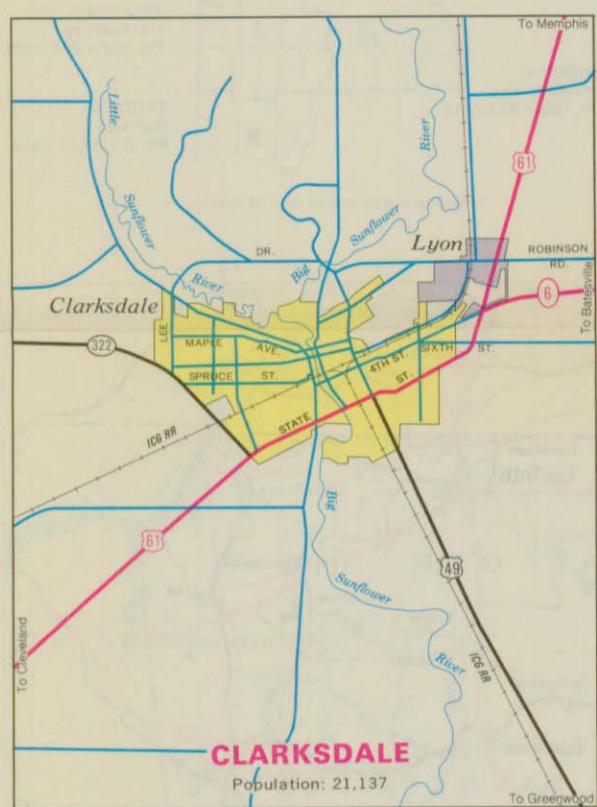 To Memphis
61
Little
Sunflower
River
River
Sunflower
Big
Lyon
DR.
ROBINSON
RD.
6
To Batesville
Clarksdale
LEE
MAPLE AVE.
322
SPRUCE ST.
4TH ST.
SIXTH ST.
STATE ST.
ICG RR
61
Big
Sunflower
River
49
ICG RR
To Cleveland
CLARKSDALE
Population: 21,137
To Greenwood